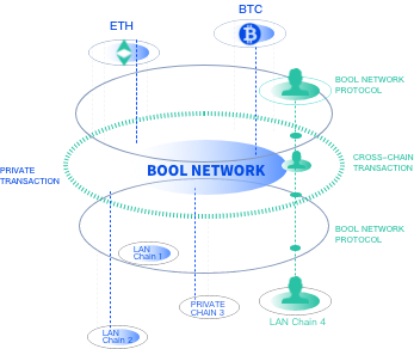 BTC
ETH
BOOL NETWORK
PROTOCOL
CROSS-CHAIN
TRANSACTION
PRIVATE
TRANSACTION
BOOL NETWORK
BOOL NETWORK
PROTOCOL
LAN
Chain 1
PRIVATE
CHAIN 3
LAN Chain 4
LAN
Chain 2